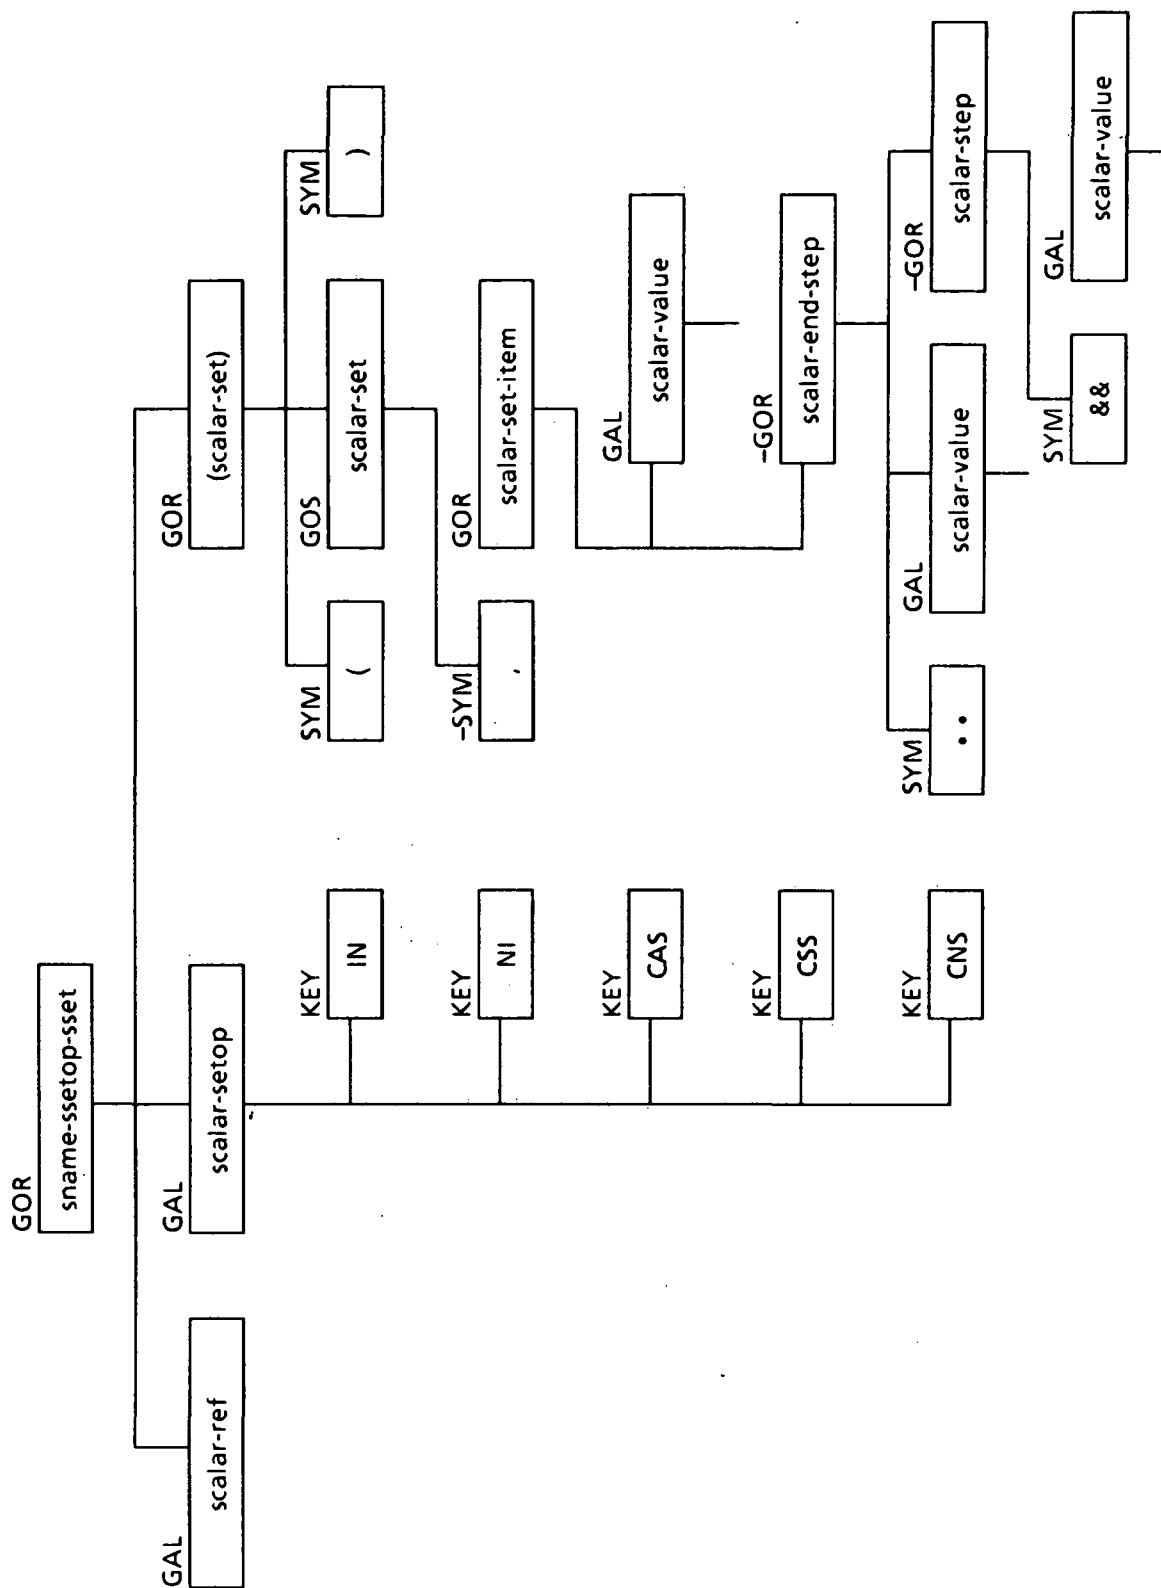 GOR
sname-ssetop-sset
GAL GAL GOR
scalar-ref scalar-setop (scalar-set)
KEY SYM GOS SYM
IN ( scalar-set )
KEY –SYM GOR
NI , scalar-set-item
KEY GAL
CAS scalar-value
KEY –GOR
CSS scalar-end-step
KEY SYM GAL –GOR
CNS .. scalar-value scalar-step
SYM GAL
&& scalar-value